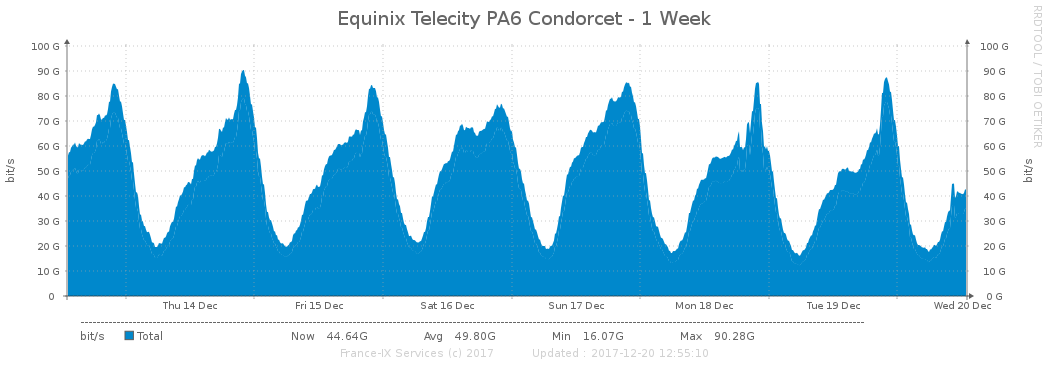 Equinix Telecity PA6 Condorcet - 1 Week
RRDTOOL / TOBI OETIKER
bit/s
bit/s
100 G 100 G
90 G 90 G
80 G 80 G
70 G 70 G
60 G 60 G
50 G 50 G
40 G 40 G
30 G 30 G
20 G 20 G
10 G 10 G
0 0 G
Thu 14 Dec Fri 15 Dec Sat 16 Dec Sun 17 Dec Mon 18 Dec Tue 19 Dec Wed 20 Dec
bit/s Total Now 44.64G Avg 49.80G Min 16.07G Max 90.28G
France-IX Services (c) 2017 Updated : 2017-12-20 12:55:10